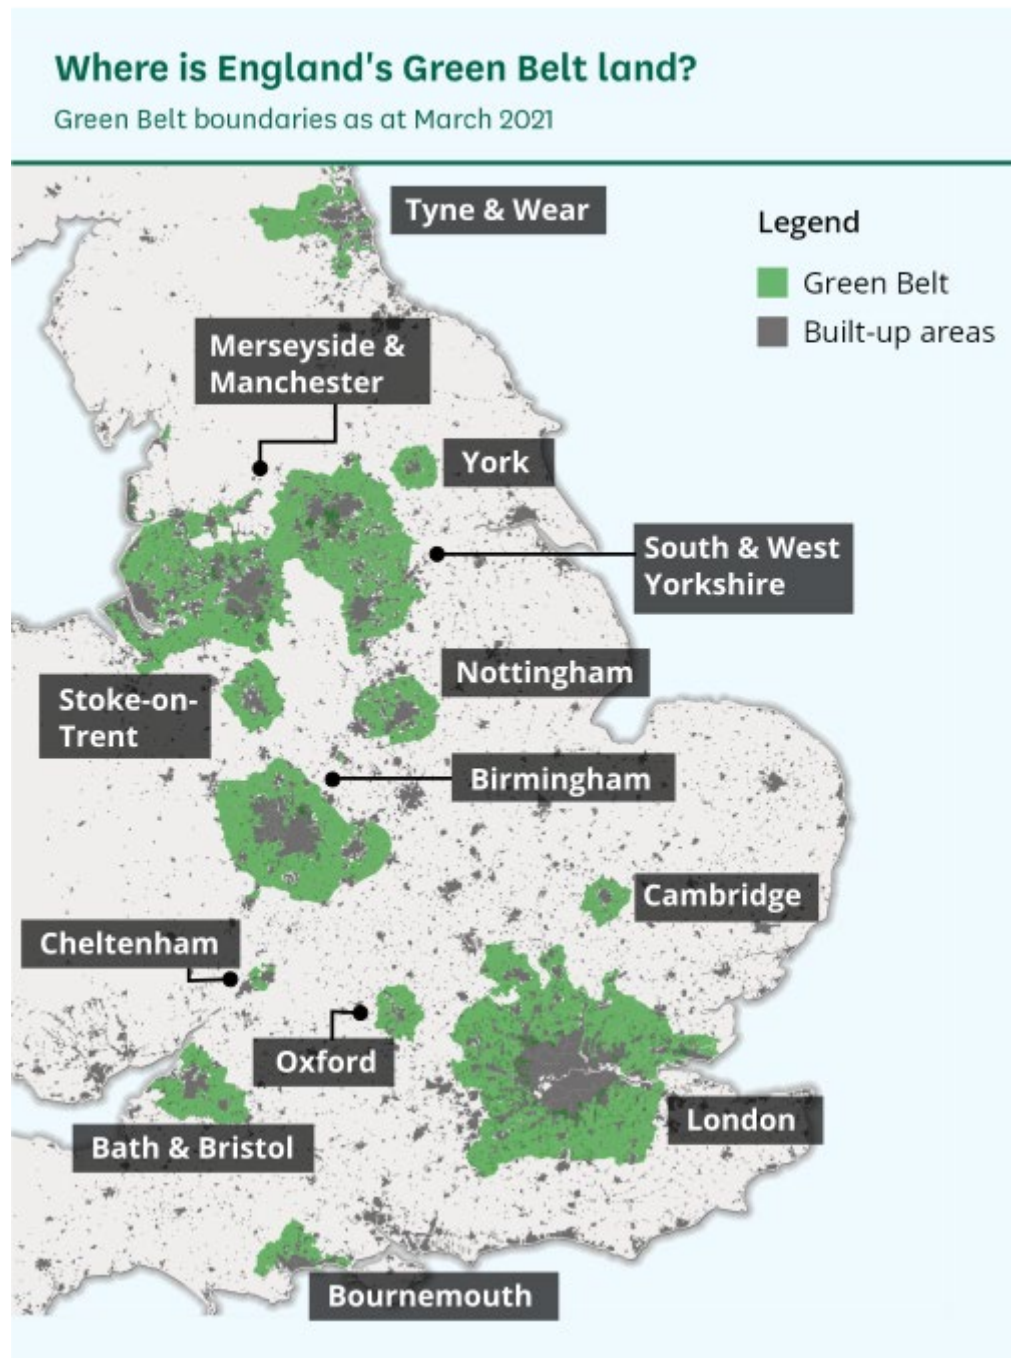 Where is England's Green Belt land?
Green Belt boundaries as at March 2021
Tyne & Wear
Legend
Green Belt
Built-up areas
Merseyside &
Manchester
York
South & West
Yorkshire
Nottingham
Stoke-on-
Trent
Birmingham
Cambridge
Cheltenham
Oxford
London
Bath & Bristol
Bournemouth